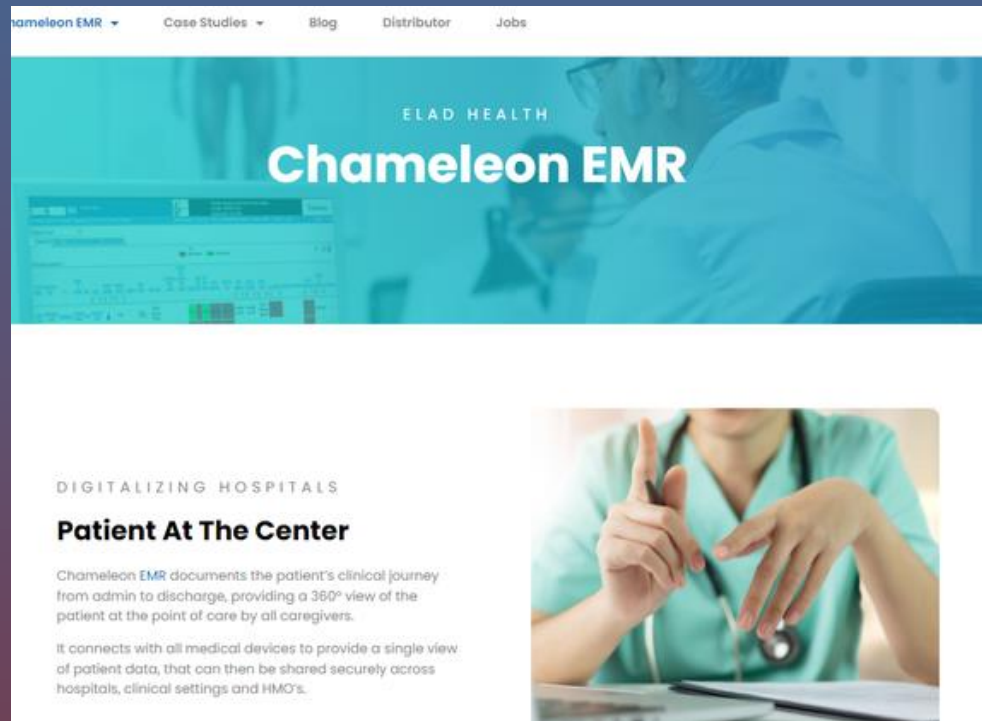 Chameleon EMR Case Studies Blog Distributor Jobs
ELAD HEALTH
Chameleon EMR
DIGITALIZING HOSPITALS
Patient At The Center
Chameleon EMR documents the patient's clinical journey
from admin to discharge, providing a 360º view of the
patient at the point of care by all caregivers.
It connects with all medical devices to provide a single view
of patient data, that can then be shared securely across
hospitals, clinical settings and HMO's.